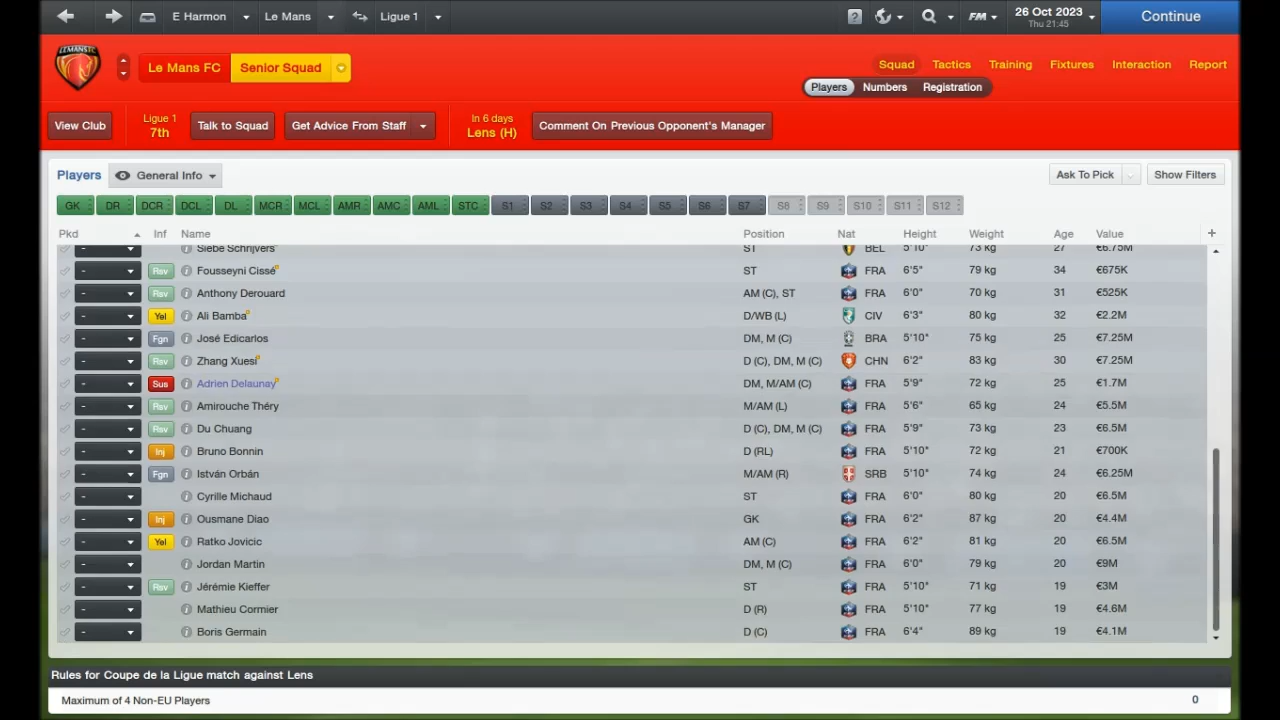 E Harmon Le Mans Ligue 1 ? FM 26 Oct 2023 Continue
Thu 21:45
LE MANS FC Le Mans FC Senior Squad Squad Tactics Training Fixtures Interaction Report
Players Numbers Registration
View Club Ligue 1 7th Talk to Squad Get Advice From Staff In 6 days Lens (H) Comment On Previous Opponent's Manager
Players General Info Ask To Pick Show Filters
GK DR DCR DCL DL MCR MCL AMR AMC AML STC S1 S2 S3 S4 S5 S6 S7 S8 S9 S10 S11 S12
Pkd Inf Name Position Nat Height Weight Age Value +
- Siebe Schrijvers ST BEL 5'10" 73 kg 27 €6.75M
- Rsv Fousseyni Cissé ST FRA 6'5" 79 kg 34 €675K
- Rsv Anthony Derouard AM (C), ST FRA 6'0" 70 kg 31 €525K
- Yel Ali Bamba D/WB (L) CIV 6'3" 80 kg 32 €2.2M
- Fgn José Edicarlos DM, M (C) BRA 5'10" 75 kg 25 €7.25M
- Rsv Zhang Xuesi D (C), DM, M (C) CHN 6'2" 83 kg 30 €7.25M
- Sus Adrien Delaunay DM, M/AM (C) FRA 5'9" 72 kg 25 €1.7M
- Rsv Amirouche Théry M/AM (L) FRA 5'6" 65 kg 24 €5.5M
- Rsv Du Chuang D (C), DM, M (C) FRA 5'9" 73 kg 23 €6.5M
- Inj Bruno Bonnin D (RL) FRA 5'10" 72 kg 21 €700K
- Fgn István Orbán M/AM (R) SRB 5'10" 74 kg 24 €6.25M
- Cyrille Michaud ST FRA 6'0" 80 kg 20 €6.5M
- Inj Ousmane Diao GK FRA 6'2" 87 kg 20 €4.4M
- Yel Ratko Jovicic AM (C) FRA 6'2" 81 kg 20 €6.5M
- Jordan Martin DM, M (C) FRA 6'0" 79 kg 20 €9M
- Rsv Jérémie Kieffer ST FRA 5'10" 71 kg 19 €3M
- Mathieu Cormier D (R) FRA 5'10" 77 kg 19 €4.6M
- Boris Germain D (C) FRA 6'4" 89 kg 19 €4.1M
Rules for Coupe de la Ligue match against Lens
Maximum of 4 Non-EU Players 0